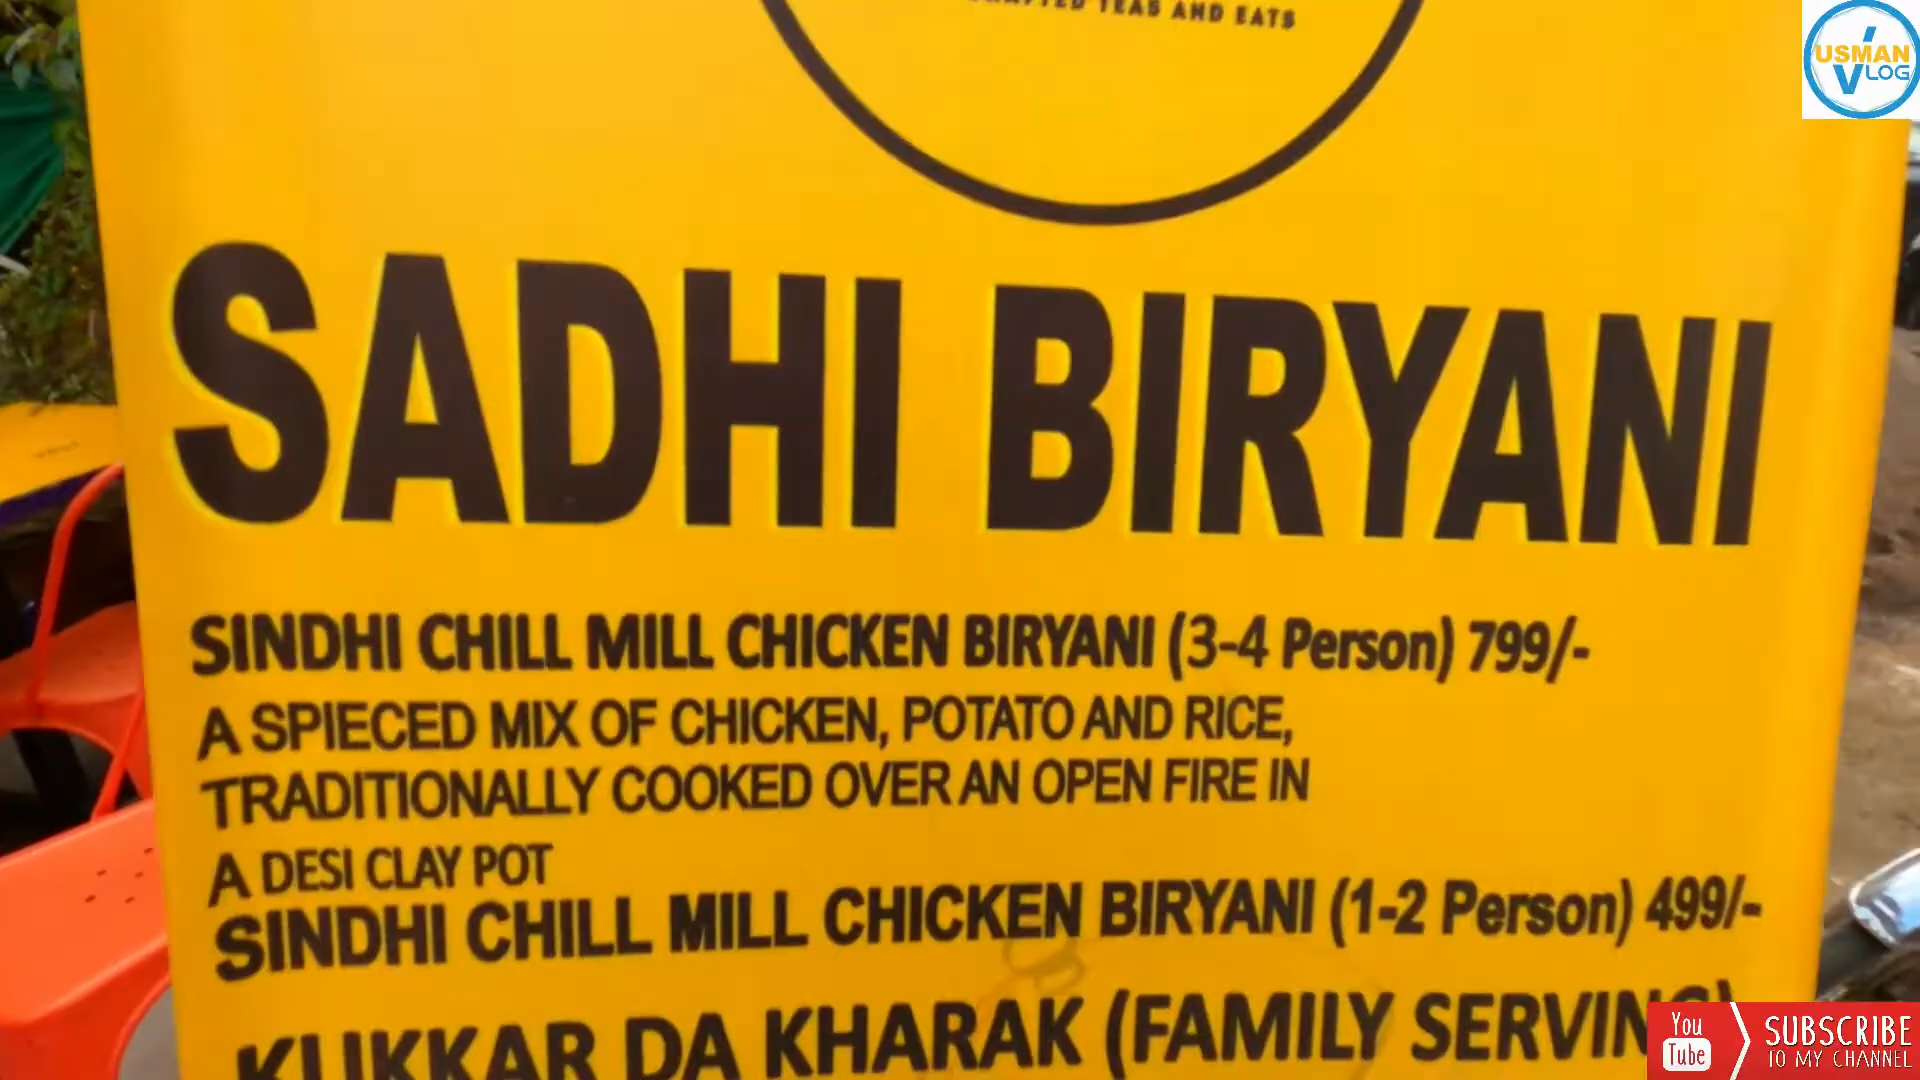 TEAS AND EATS
USMAN
VLOG
SADHI BIRYANI
SINDHI CHILL MILL CHICKEN BIRYANI (3-4 Person) 799/-
A SPIECED MIX OF CHICKEN, POTATO AND RICE,
TRADITIONALLY COOKED OVER AN OPEN FIRE IN
A DESI CLAY POT
SINDHI CHILL MILL CHICKEN BIRYANI (1-2 Person) 499/-
KUKKAR DA KHARAK (FAMILY SERVING)
You
Tube
SUBSCRIBE
TO MY CHANNEL